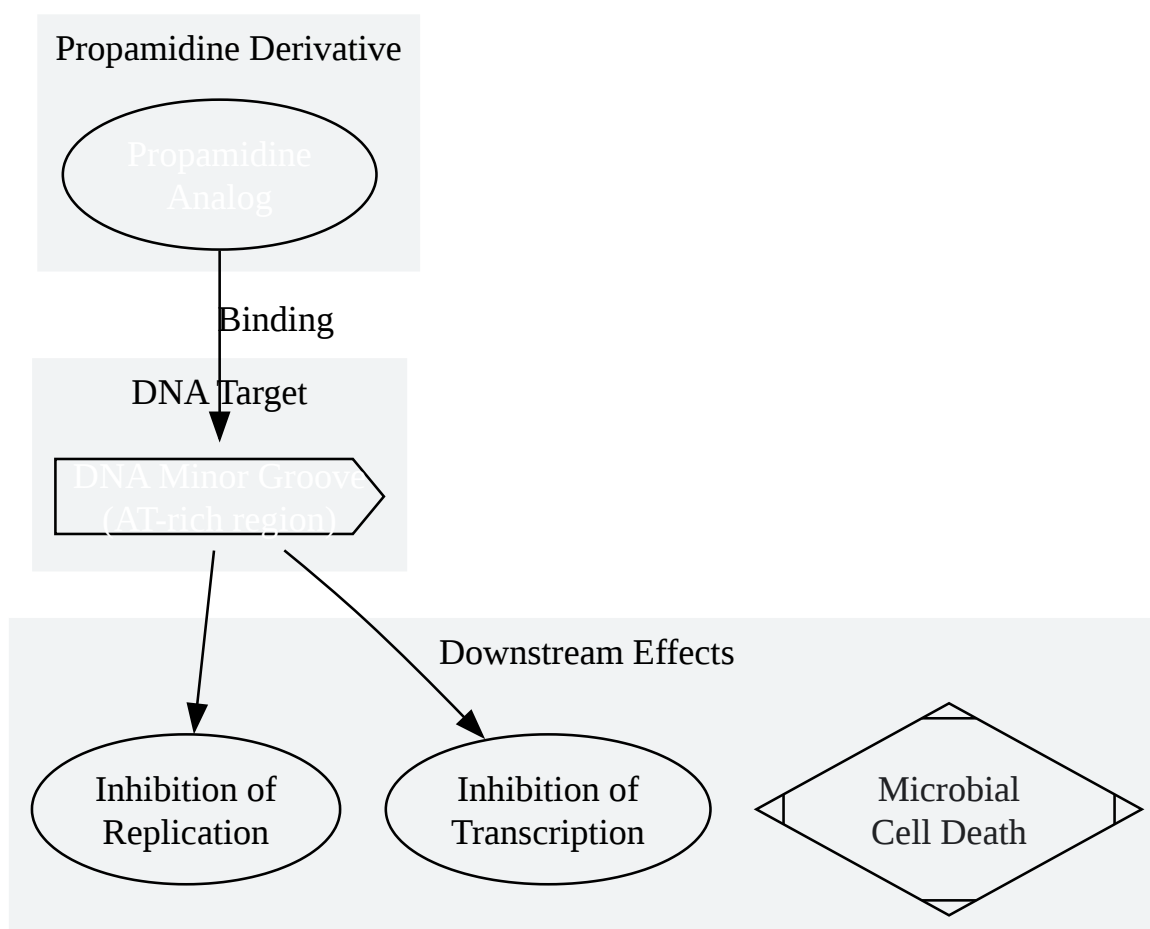 Propamidine Derivative
Propamidine
Analog
Binding
DNA Target
DNA Minor Groove
(AT-rich region)
Downstream Effects
Inhibition of
Replication
Inhibition of
Transcription
Microbial
Cell Death